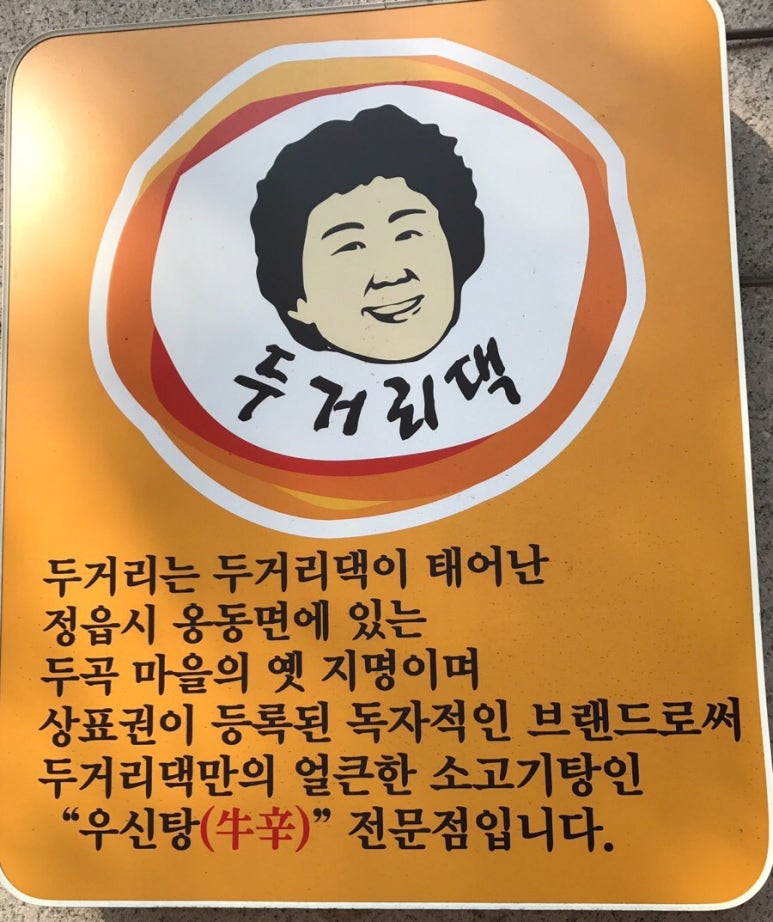 두거리댁
두거리는 두거리댁이 태어난
정읍시 옹동면에 있는
두곡 마을의 옛 지명이며
상표권이 등록된 독자적인 브랜드로써
두거리댁만의 얼큰한 소고기탕인
“우신탕(牛辛)” 전문점입니다.